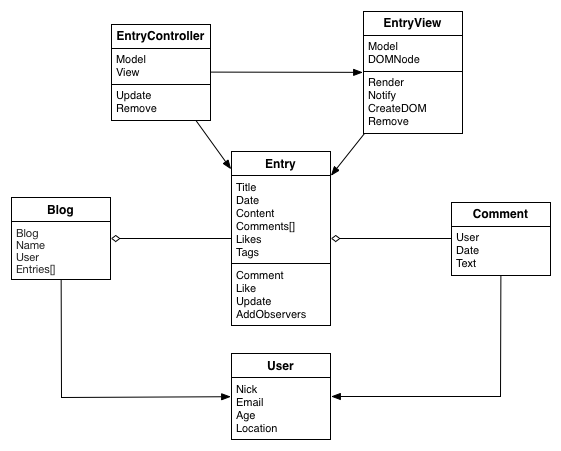 EntryController
Model
View
Update
Remove
EntryView
Model
DOMNode
Render
Notify
CreateDOM
Remove
Entry
Title
Date
Content
Comments[]
Likes
Tags
Comment
Like
Update
AddObservers
Blog
Blog
Name
User
Entries[]
Comment
User
Date
Text
User
Nick
Email
Age
Location